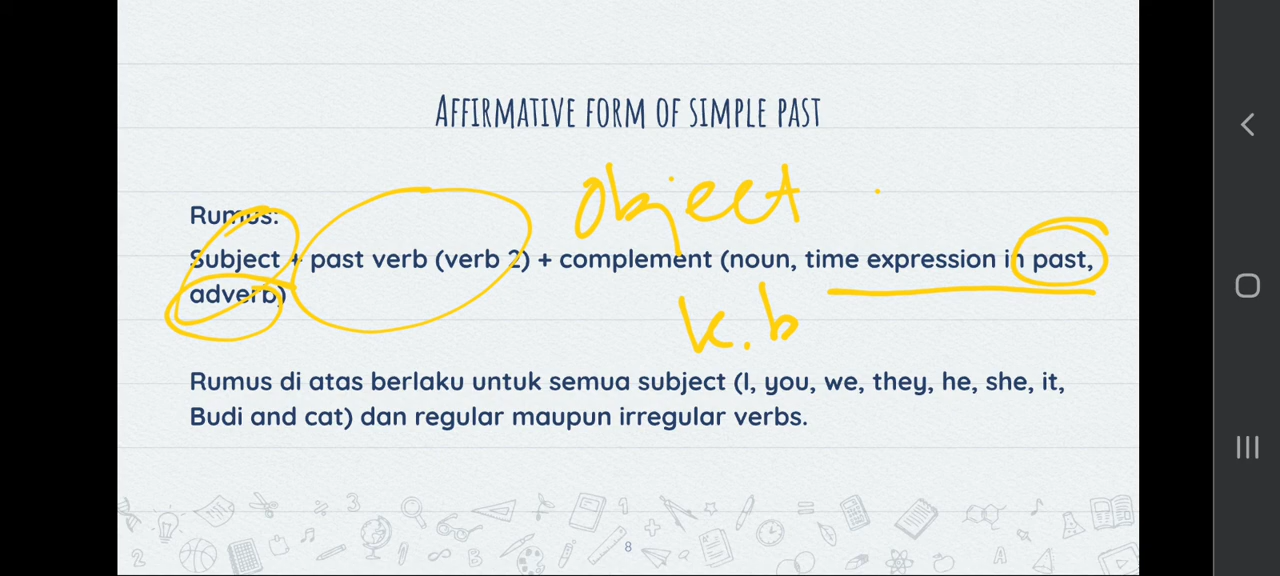 AFFIRMATIVE FORM OF SIMPLE PAST
object
Rumus:
Subject + past verb (verb 2) + complement (noun, time expression in past,
adverb)
k.b
Rumus di atas berlaku untuk semua subject (I, you, we, they, he, she, it,
Budi and cat) dan regular maupun irregular verbs.
8